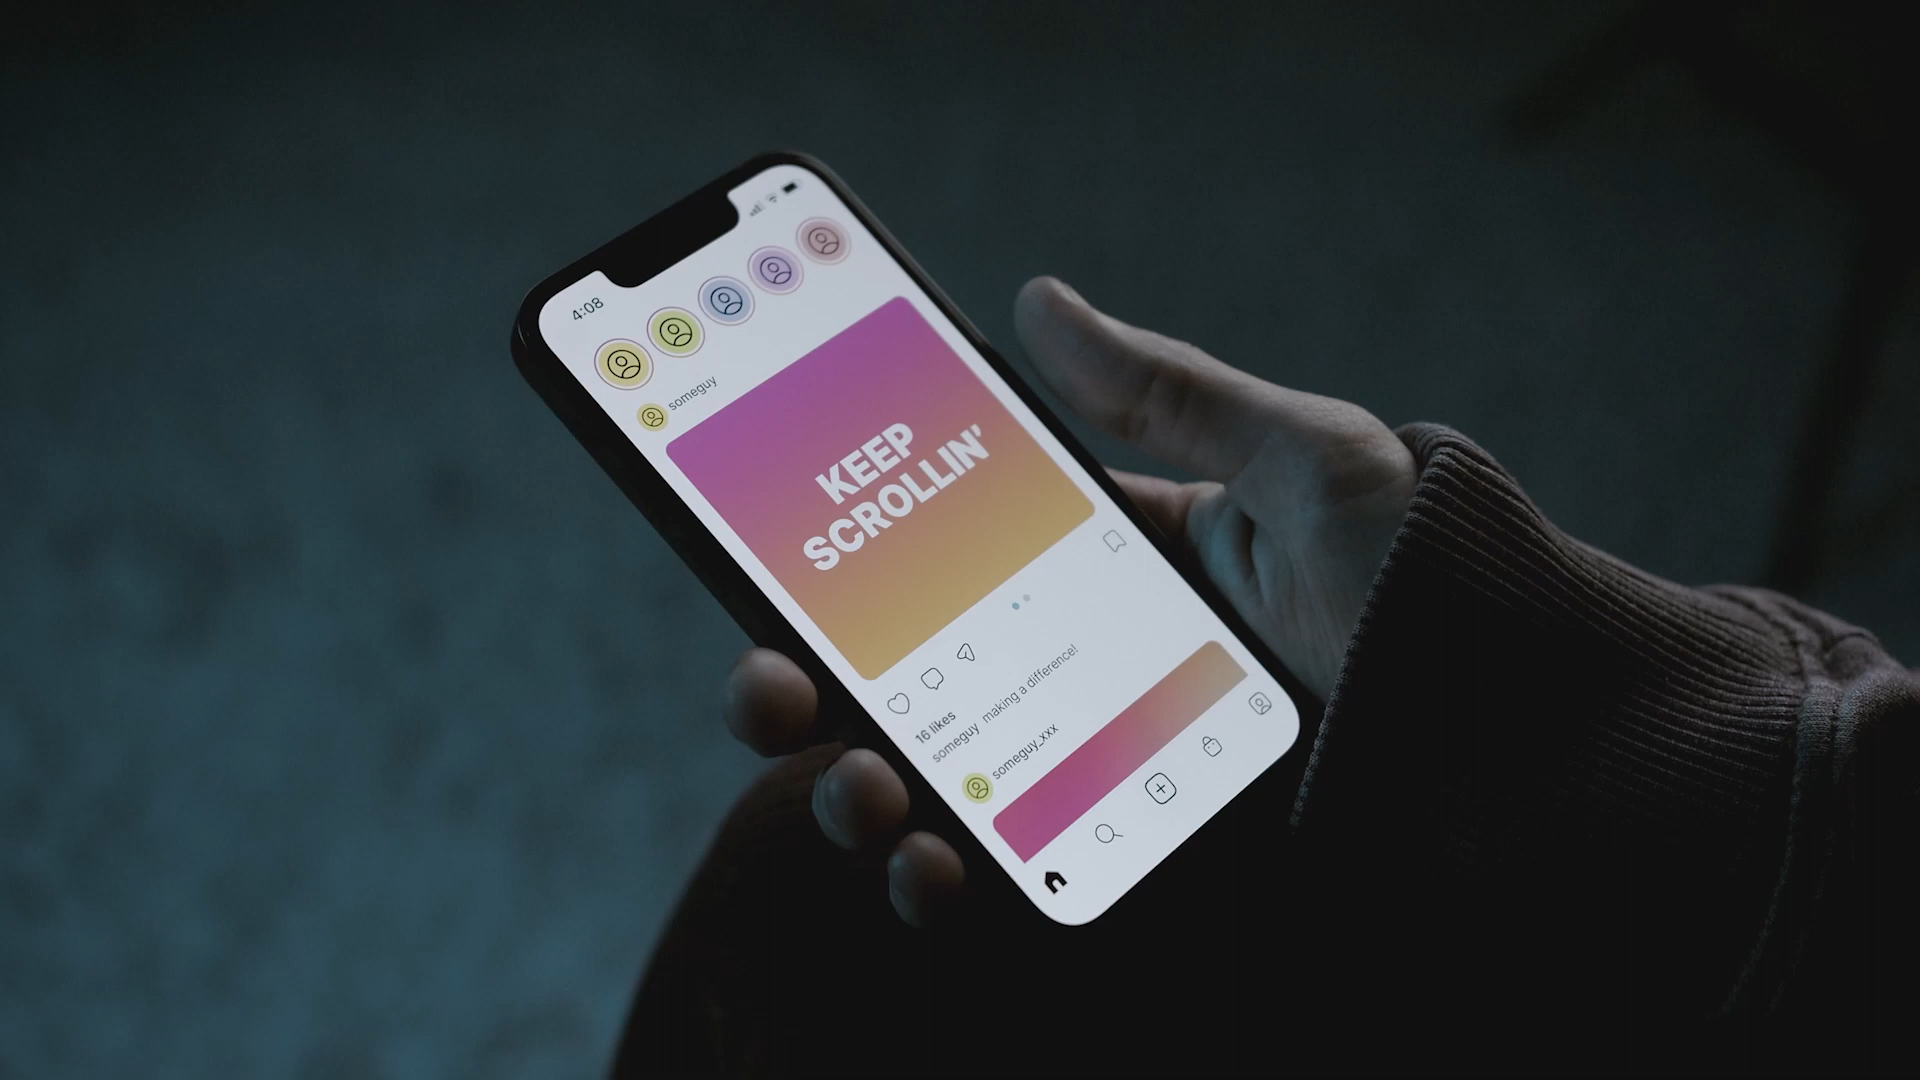 4:08
someguy
KEEP
SCROLLIN'
16 likes
someguy making a difference!
someguy_xxx